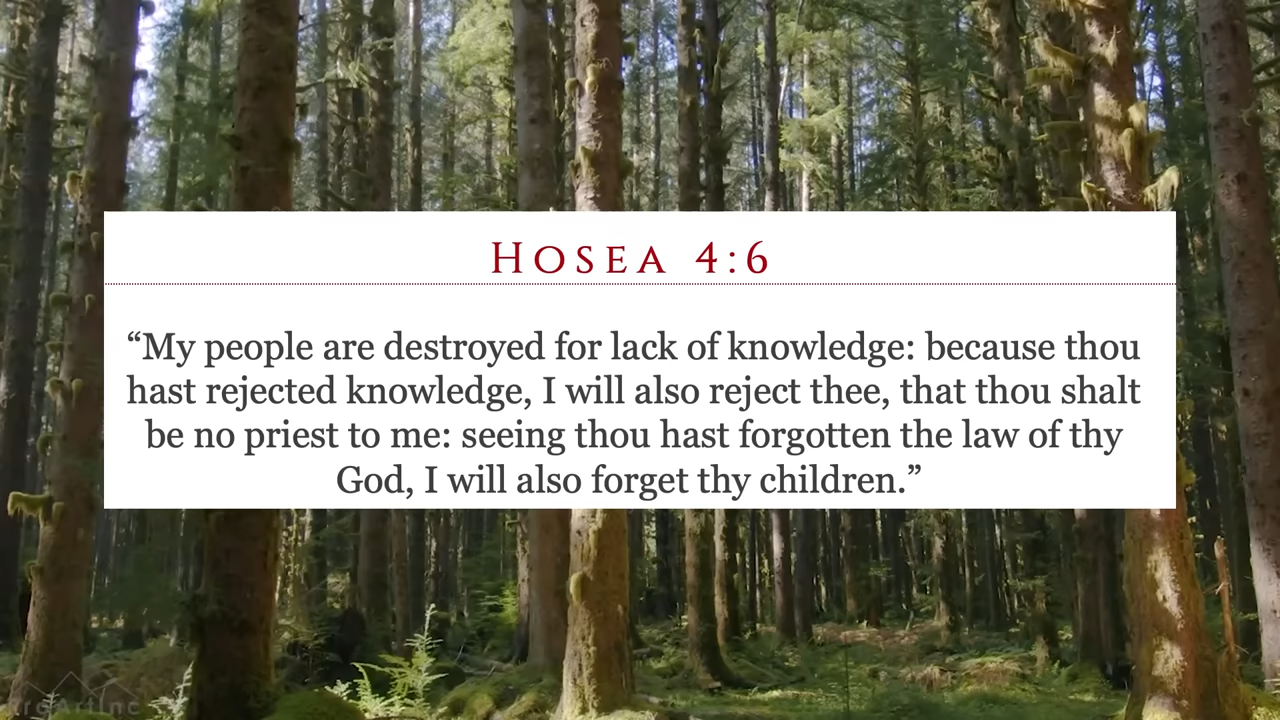 Hosea 4:6
“My people are destroyed for lack of knowledge: because thou
hast rejected knowledge, I will also reject thee, that thou shalt
be no priest to me: seeing thou hast forgotten the law of thy
God, I will also forget thy children.”